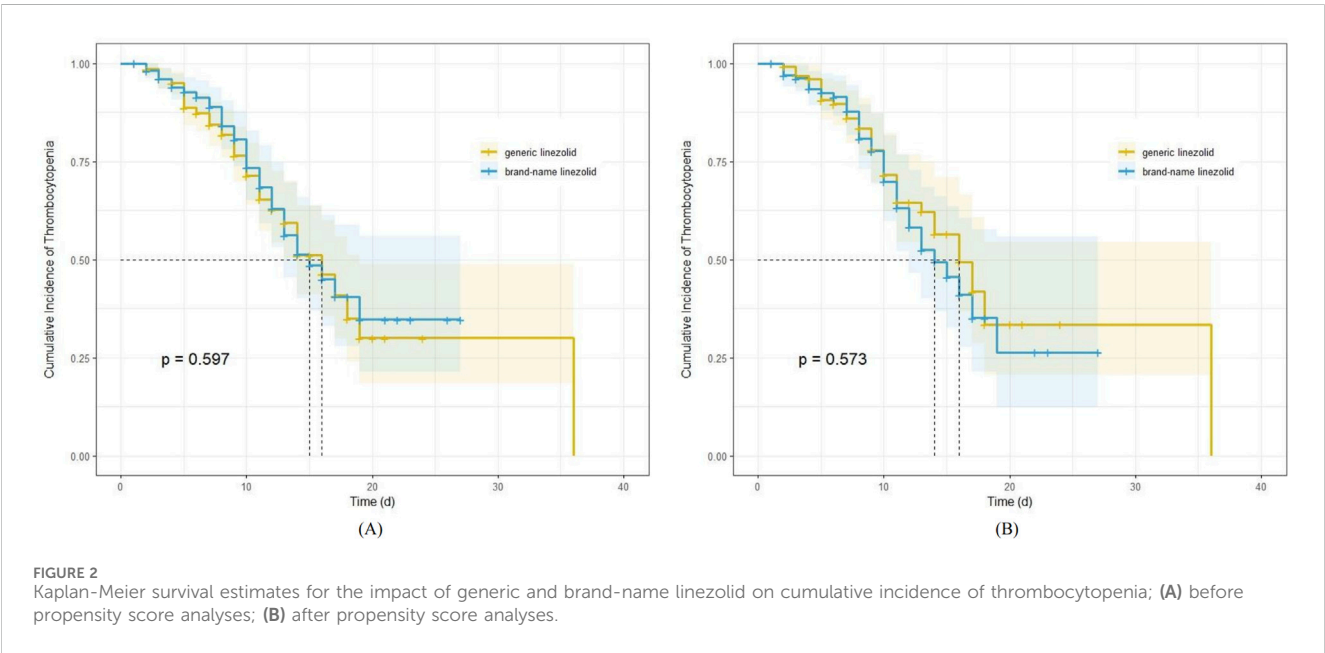 1.00
0.75
0.50
0.25
0.00
Cumulative Incidence of Thrombocytopenia
generic linezolid
brand-name linezolid
p = 0.597
0 10 20 30 40
Time (d)
(A)
1.00
0.75
0.50
0.25
0.00
Cumulative Incidence of Thrombocytopenia
generic linezolid
brand-name linezolid
p = 0.573
0 10 20 30 40
Time (d)
(B)
FIGURE 2
Kaplan-Meier survival estimates for the impact of generic and brand-name linezolid on cumulative incidence of thrombocytopenia; (A) before
propensity score analyses; (B) after propensity score analyses.